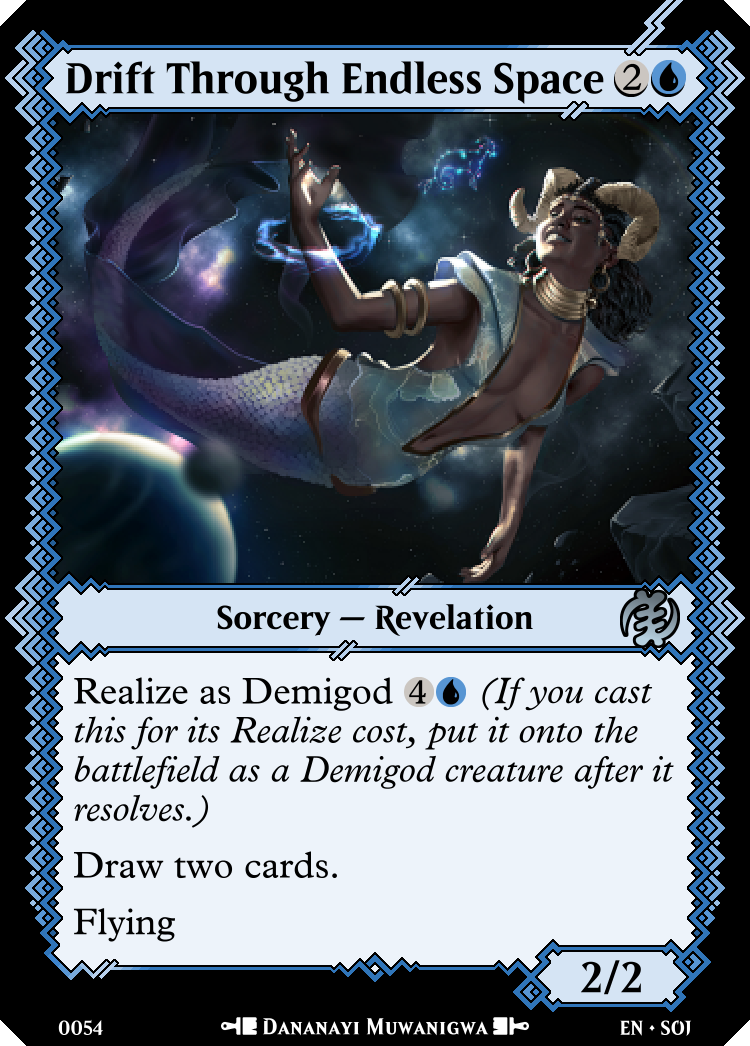 Drift Through Endless Space 2
Sorcery — Revelation
Realize as Demigod 4 (If you cast
this for its Realize cost, put it onto the
battlefield as a Demigod creature after it
resolves.)
Draw two cards.
Flying
2/2
0054 Dananayi Muwanigwa EN • SOJ